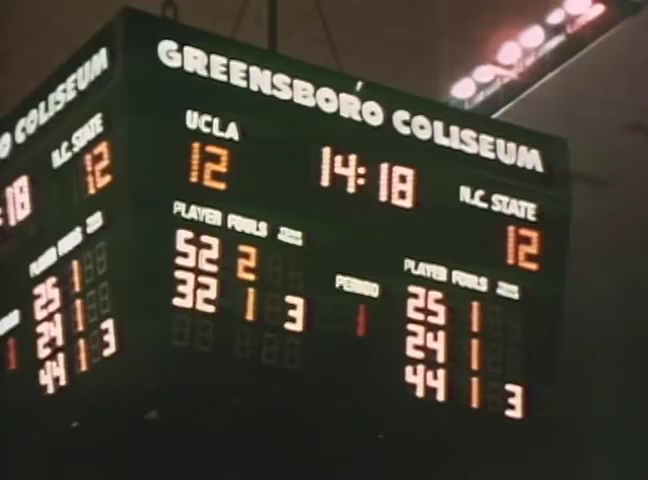 GREENSBORO COLISEUM
UCLA
12
14:18
N.C. STATE
12
PLAYER FOULS
52 2
32 1 3
PERIOD
1
PLAYER FOULS
25 1
24 1
44 1 3
O COLISEUM
N.C. STATE
:18
12
PLAYER FOULS
25 1
24 1
44 1 3
1